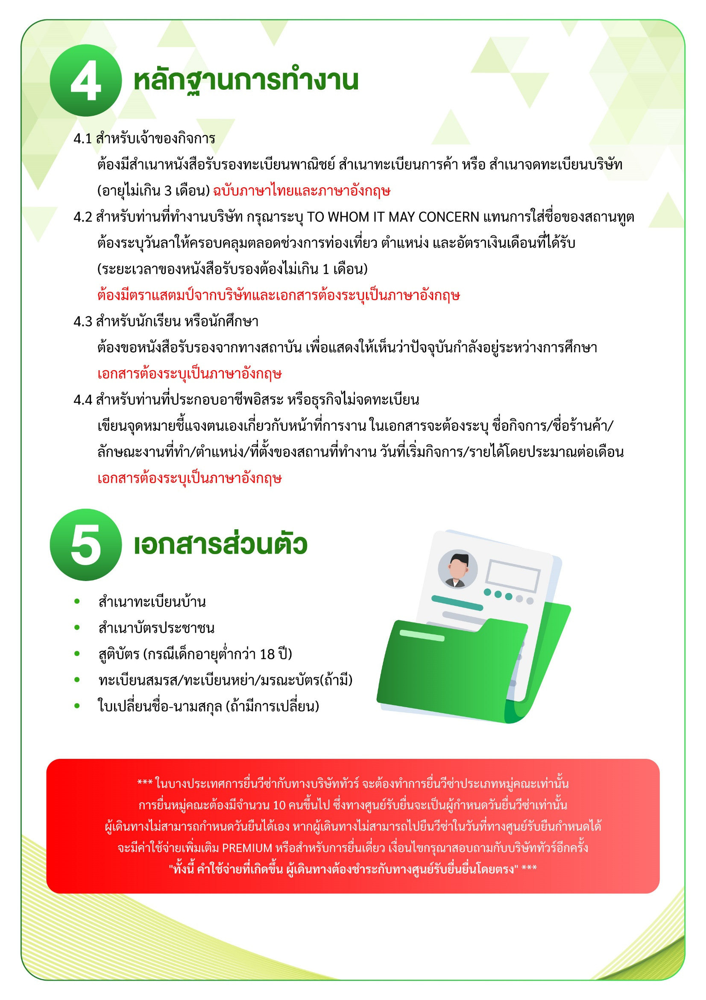 4 หลักฐานการทำงาน
4.1 สำหรับเจ้าของกิจการ
ต้องมีสำเนาหนังสือรับรองทะเบียนพาณิชย์ สำเนาทะเบียนการค้า หรือ สำเนาจดทะเบียนบริษัท
(อายุไม่เกิน 3 เดือน) ฉบับภาษาไทยและภาษาอังกฤษ
4.2 สำหรับท่านที่ทำงานบริษัท กรุณาระบุ TO WHOM IT MAY CONCERN แทนการใส่ชื่อของสถานทูต
ต้องระบุวันลาให้ครอบคลุมตลอดช่วงการท่องเที่ยว ตำแหน่ง และอัตราเงินเดือนที่ได้รับ
(ระยะเวลาของหนังสือรับรองต้องไม่เกิน 1 เดือน)
ต้องมีตราแสตมป์จากบริษัทและเอกสารต้องระบุเป็นภาษาอังกฤษ
4.3 สำหรับนักเรียน หรือนักศึกษา
ต้องขอหนังสือรับรองจากทางสถาบัน เพื่อแสดงให้เห็นว่าปัจจุบันกำลังอยู่ระหว่างการศึกษา
เอกสารต้องระบุเป็นภาษาอังกฤษ
4.4 สำหรับท่านที่ประกอบอาชีพอิสระ หรือธุรกิจไม่จดทะเบียน
เขียนจุดหมายชี้แจงตนเองเกี่ยวกับหน้าที่การงาน ในเอกสารจะต้องระบุ ชื่อกิจการ/ชื่อร้านค้า/
ลักษณะงานที่ทำ/ตำแหน่ง/ที่ตั้งของสถานที่ทำงาน วันที่เริ่มกิจการ/รายได้โดยประมาณต่อเดือน
เอกสารต้องระบุเป็นภาษาอังกฤษ
5 เอกสารส่วนตัว
• สำเนาทะเบียนบ้าน
• สำเนาบัตรประชาชน
• สูติบัตร (กรณีเด็กอายุต่ำกว่า 18 ปี)
• ทะเบียนสมรส/ทะเบียนหย่า/มรณะบัตร(ถ้ามี)
• ใบเปลี่ยนชื่อ-นามสกุล (ถ้ามีการเปลี่ยน)
*** ในบางประเทศการยื่นวีซ่ากับทางบริษัททัวร์ จะต้องทำการยื่นวีซ่าประเภทหมู่คณะเท่านั้น
การยื่นหมู่คณะต้องมีจำนวน 10 คนขึ้นไป ซึ่งทางศูนย์รับยื่นจะเป็นผู้กำหนดวันยื่นวีซ่าเท่านั้น
ผู้เดินทางไม่สามารถกำหนดวันยืนได้เอง หากผู้เดินทางไม่สามารถไปยืนวีซ่าในวันที่ทางศูนย์รับยืนกำหนดได้
จะมีค่าใช้จ่ายเพิ่มเติม PREMIUM หรือสำหรับการยื่นเดี่ยว เงื่อนไขกรุณาสอบถามกับบริษัททัวร์อีกครั้ง
"ทั้งนี้ คำใช้จ่ายที่เกิดขึ้น ผู้เดินทางต้องชำระกับทางศูนย์รับยื่นยื่นโดยตรง" ***